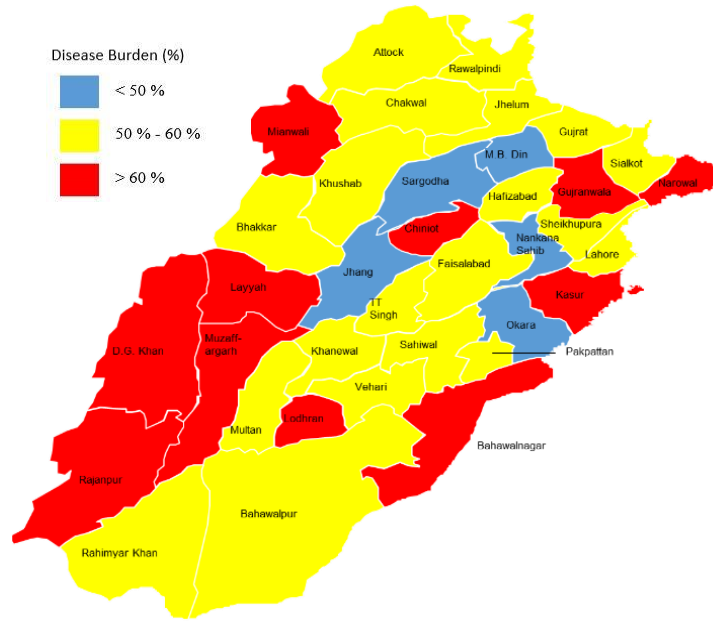 Disease Burden (%)
< 50 %
50 % - 60 %
> 60 %
Attock
Rawalpindi
Chakwal
Jhelum
Mianwali
Gujrat
M.B. Din
Sialkot
Khushab
Sargodha
Narowal
Hafizabad
Gujranwala
Bhakkar
Chiniot
Sheikhupura
Nankana
Sahib
Lahore
Faisalabad
Jhang
Layyah
Kasur
TT
Singh
Okara
Muzaff-
argarh
D.G. Khan
Khanewal
Sahiwal
Pakpattan
Vehari
Lodhran
Multan
Bahawalnagar
Rajanpur
Bahawalpur
Rahimyar Khan